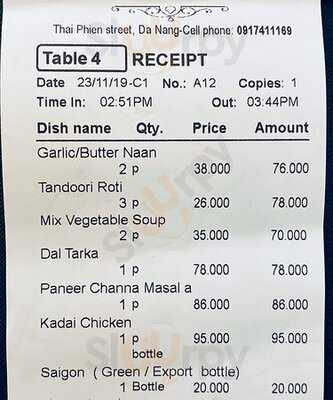 Thai Phien street, Da Nang-Cell phone: 0917411169
Table 4 RECEIPT
Date 23/11/19-C1 No.: A12 Copies: 1
Time In: 02:51PM Out: 03:44PM
Dish name Qty. Price Amount
Garlic/Butter Naan
2 p 38.000 76.000
Tandoori Roti
3 p 26.000 78.000
Mix Vegetable Soup
2 p 35.000 70.000
Dal Tarka
1 p 78.000 78.000
Paneer Channa Masal a
1 p 86.000 86.000
Kadai Chicken
1 p 95.000 95.000
bottle
Saigon ( Green / Export bottle)
1 Bottle 20.000 20.000